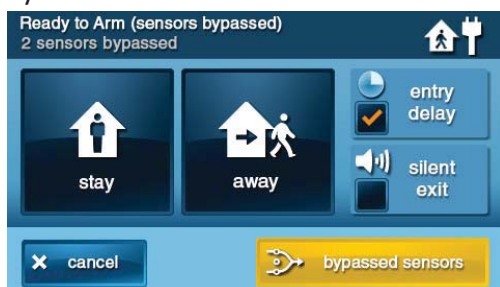 Ready to Arm (sensors bypassed)
2 sensors bypassed
stay
away
entry
delay
silent
exit
cancel
bypassed sensors